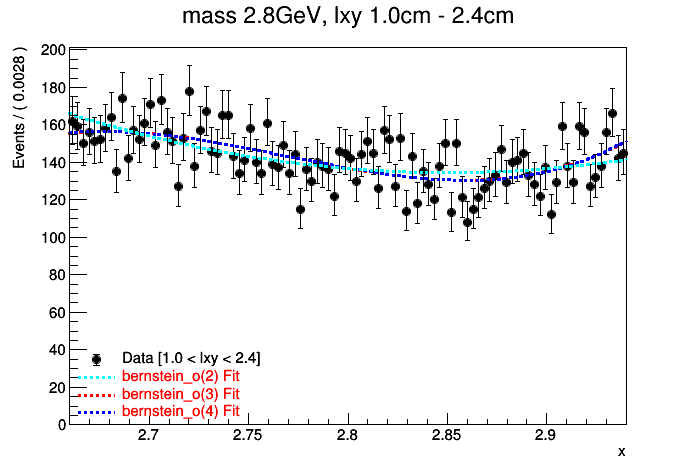 mass 2.8GeV, lxy 1.0cm - 2.4cm
Events / ( 0.0028 )
200
180
160
140
120
100
80
60
40
20
0
Data [1.0 < lxy < 2.4]
bernstein_o(2) Fit
bernstein_o(3) Fit
bernstein_o(4) Fit
2.7 2.75 2.8 2.85 2.9
x